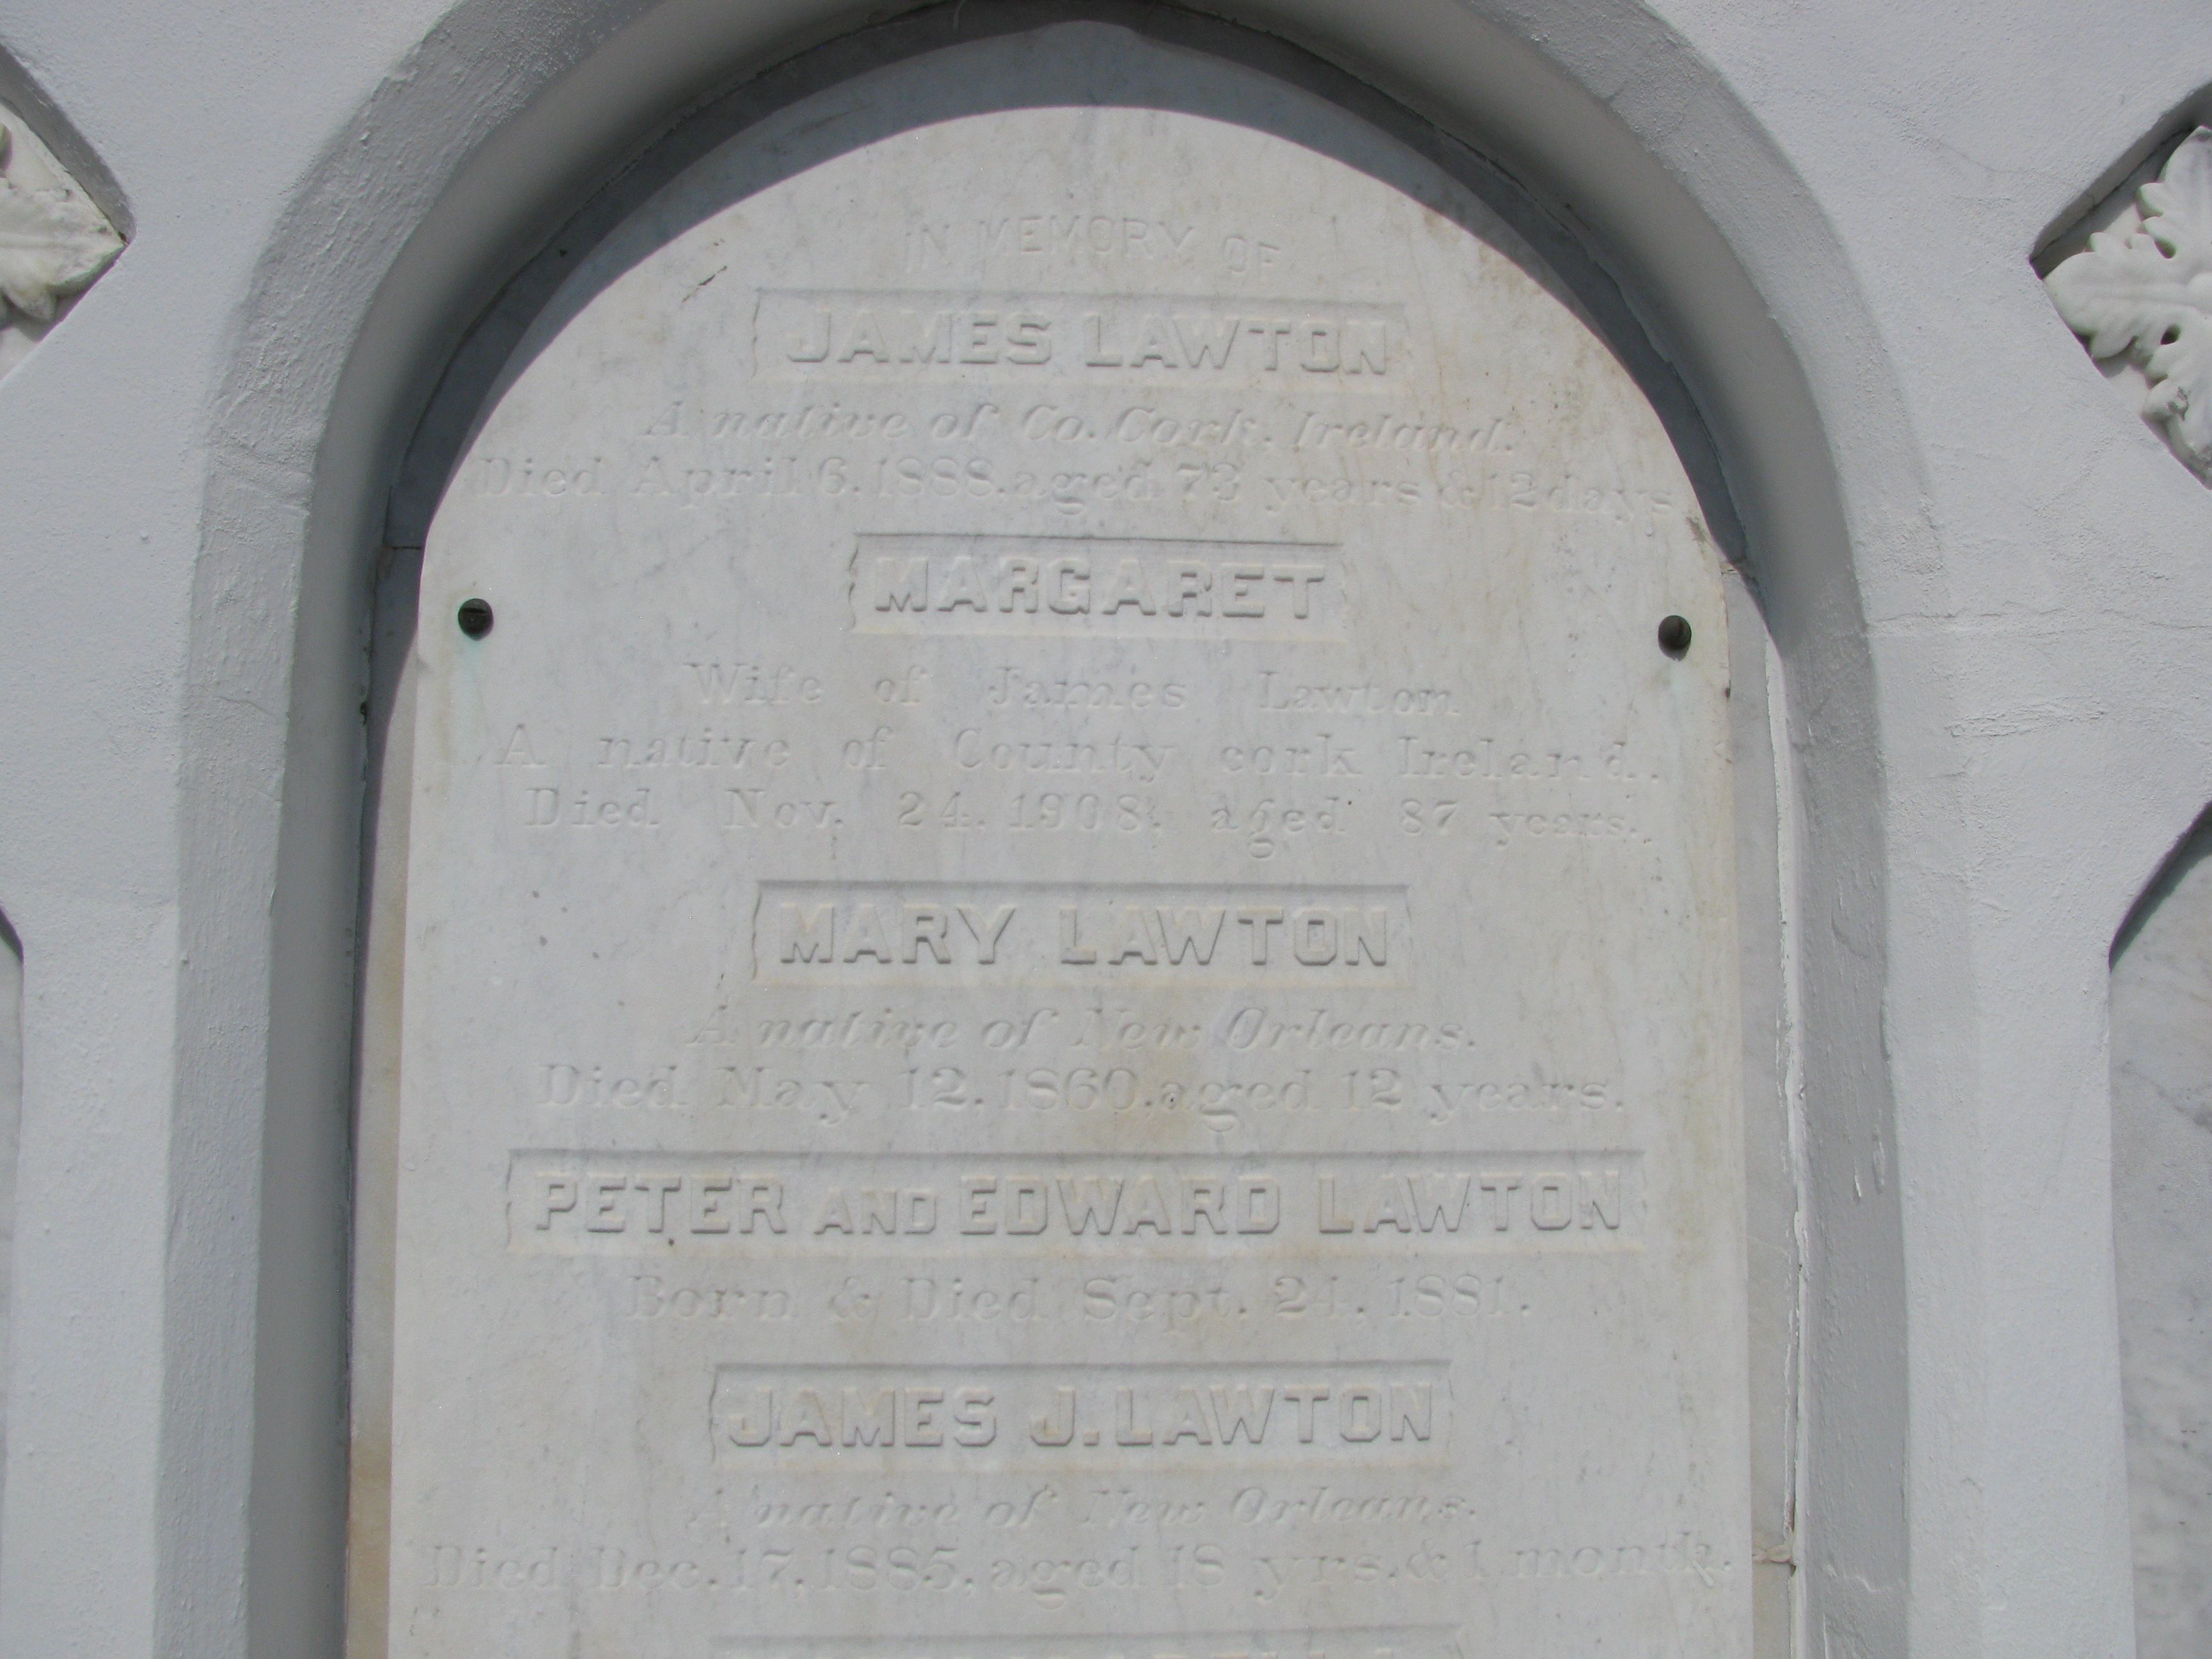 IN MEMORY OF
JAMES LAWTON
A native of Co. Cork, Ireland.
Died April 6. 1888. aged 73 years & 12 days
MARGARET
Wife of James Lawton
A native of County cork Ireland.
Died Nov. 24. 1908. aged 87 years.
MARY LAWTON
A native of New Orleans.
Died May 12. 1860. aged 12 years.
PETER AND EDWARD LAWTON
Born & Died Sept. 24, 1881.
JAMES J. LAWTON
A native of New Orleans.
Died Dec. 17, 1885, aged 18 yrs. & 1 month.